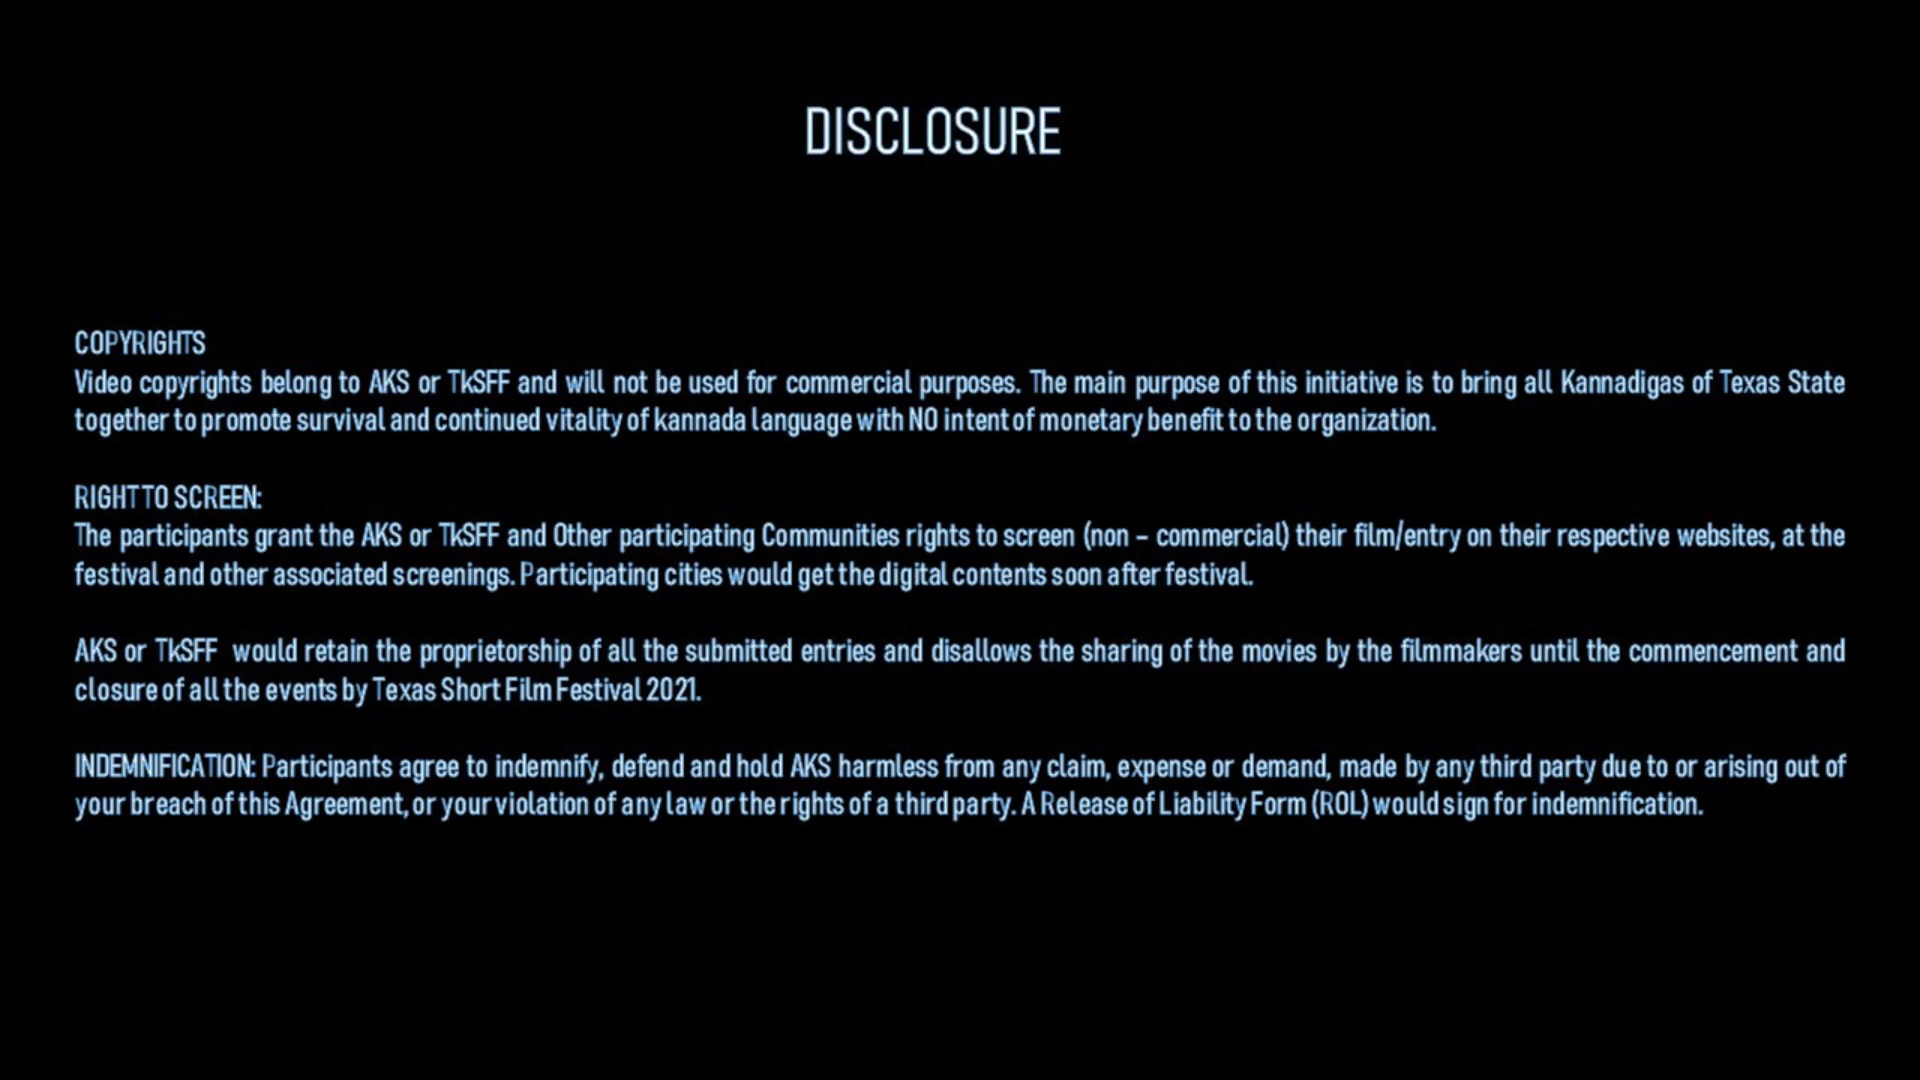 DISCLOSURE
COPYRIGHTS
Video copyrights belong to AKS or TkSFF and will not be used for commercial purposes. The main purpose of this initiative is to bring all Kannadigas of Texas State
together to promote survival and continued vitality of kannada language with NO intent of monetary benefit to the organization.
RIGHT TO SCREEN:
The participants grant the AKS or TkSFF and Other participating Communities rights to screen (non – commercial) their film/entry on their respective websites, at the
festival and other associated screenings. Participating cities would get the digital contents soon after festival.
AKS or TkSFF would retain the proprietorship of all the submitted entries and disallows the sharing of the movies by the filmmakers until the commencement and
closure of all the events by Texas Short Film Festival 2021.
INDEMNIFICATION: Participants agree to indemnify, defend and hold AKS harmless from any claim, expense or demand, made by any third party due to or arising out of
your breach of this Agreement, or your violation of any law or the rights of a third party. A Release of Liability Form (ROL) would sign for indemnification.